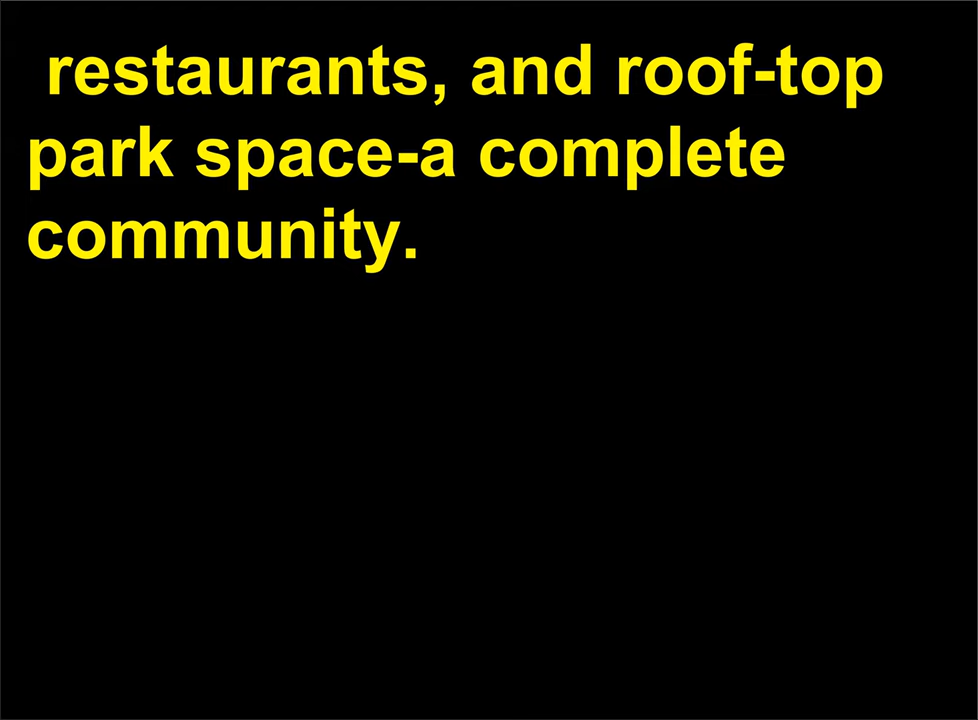 restaurants, and roof-top
park space-a complete
community.